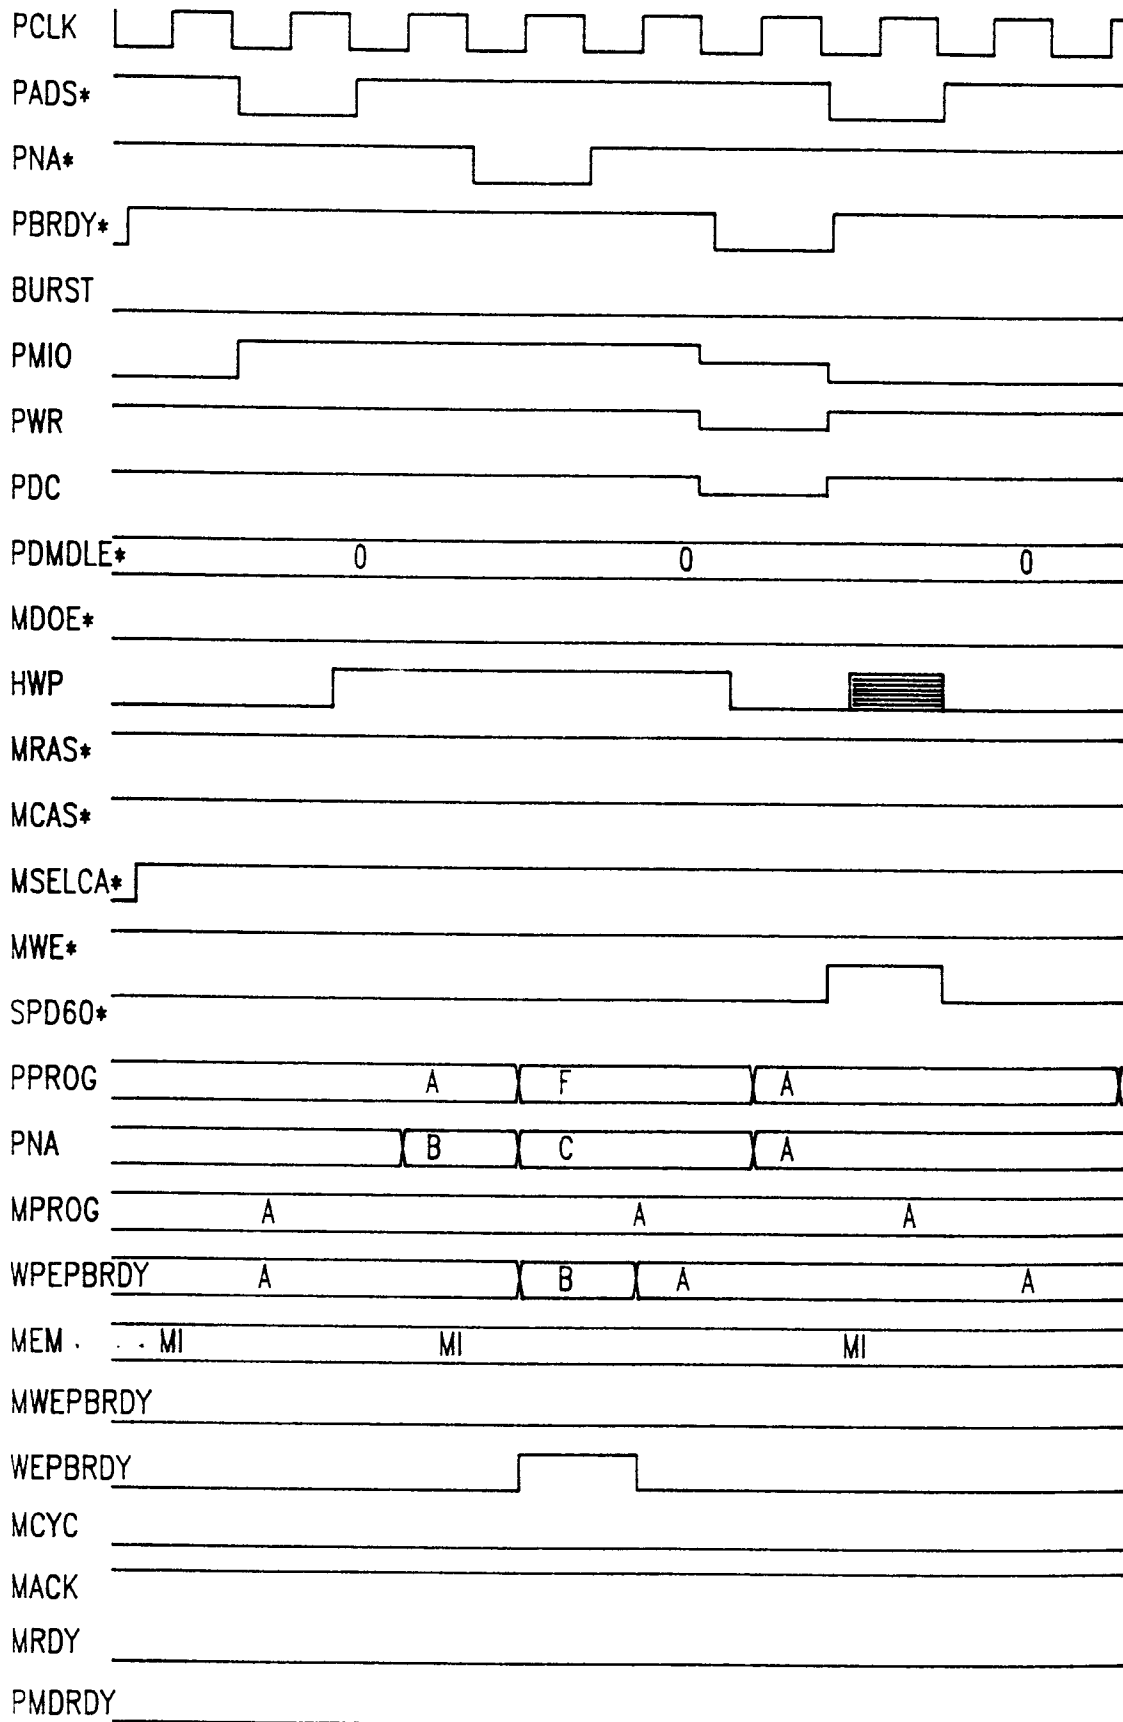 PCLK
PADS*
PNA*
PBRDY*
BURST
PMIO
PWR
PDC
PDMDLE* 0 0 0
MDOE*
HWP
MRAS*
MCAS*
MSELCA*
MWE*
SPD60*
PPROG A F A
PNA B C A
MPROG A A A
WPEPBRDY A B A A
MEM MI MI MI
MWEPBRDY
WEPBRDY
MCYC
MACK
MRDY
PMDRDY